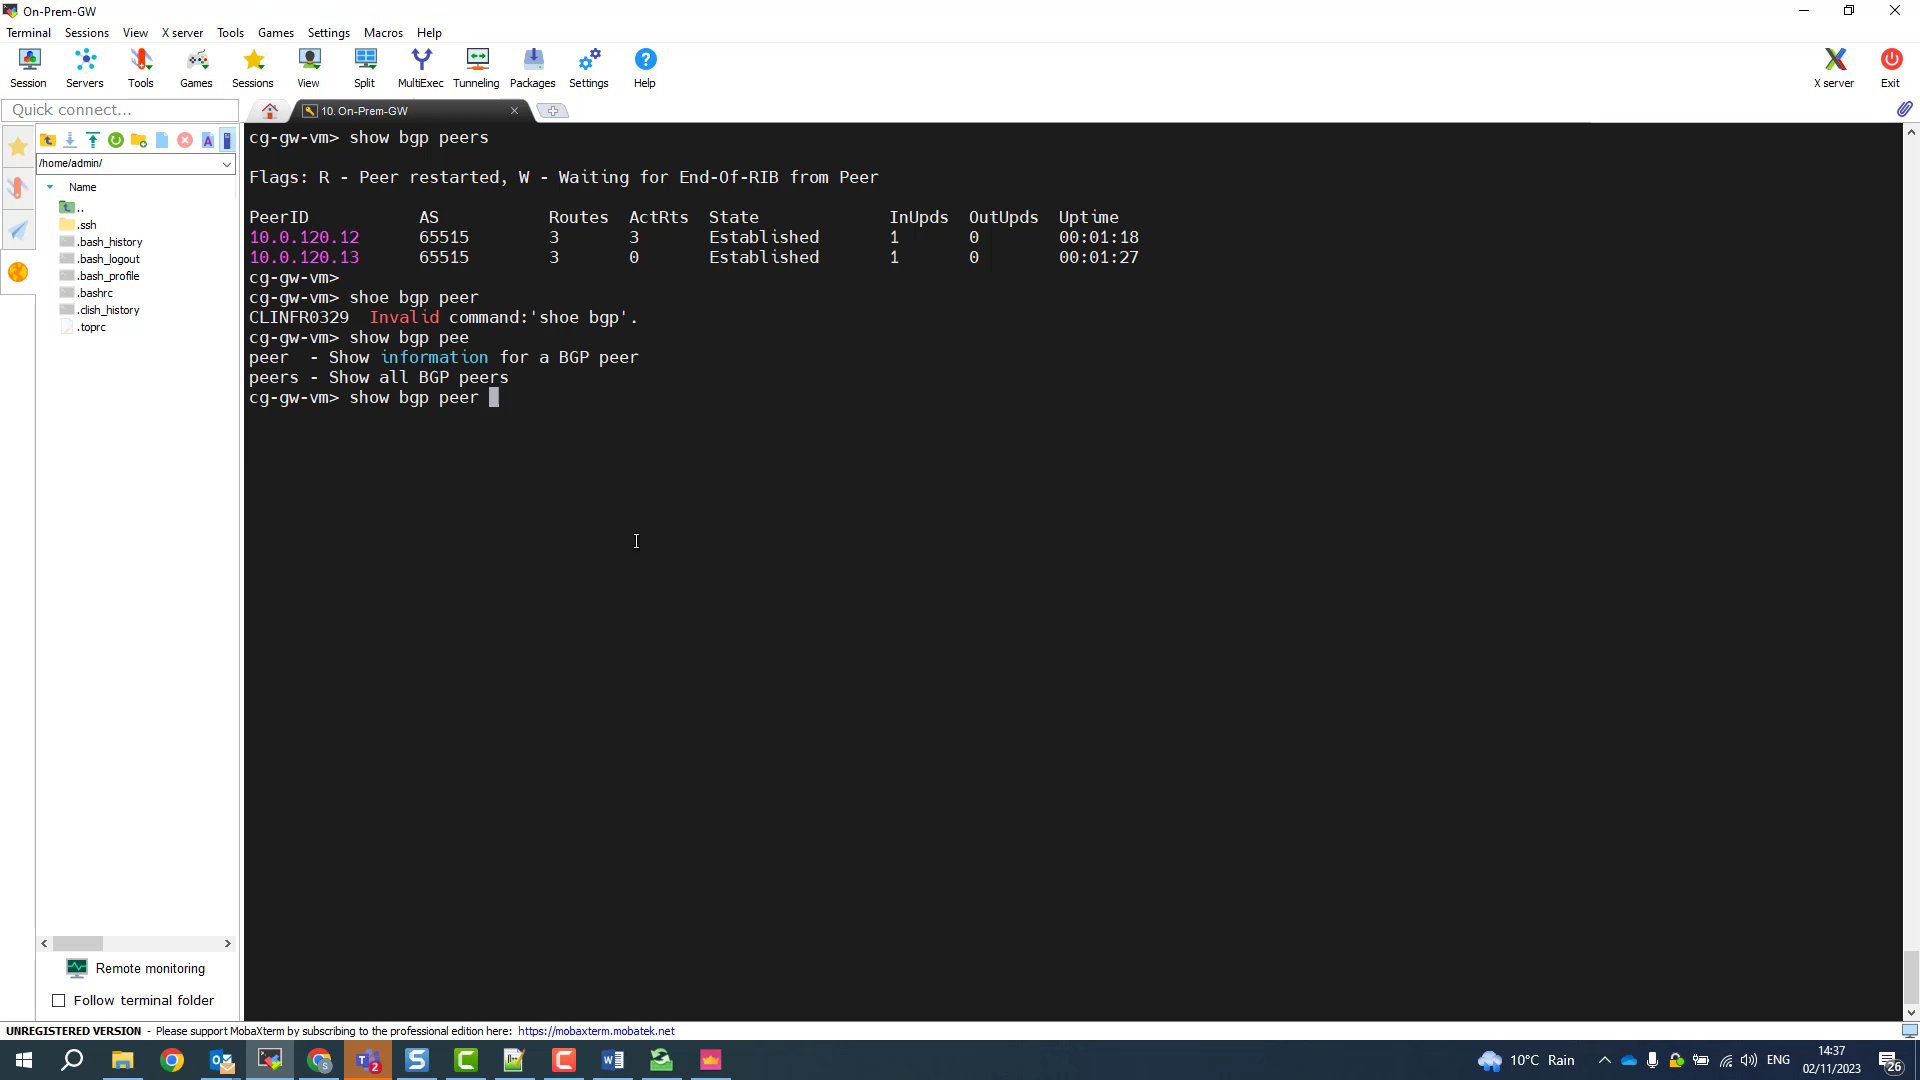 On-Prem-GW
Terminal Sessions View X server Tools Games Settings Macros Help
Session Servers Tools Games Sessions View Split MultiExec Tunneling Packages Settings Help X server Exit
Quick connect...
10. On-Prem-GW
/home/admin/
Name
..
.ssh
.bash_history
.bash_logout
.bash_profile
.bashrc
.clish_history
.toprc
cg-gw-vm> show bgp peers
Flags: R - Peer restarted, W - Waiting for End-Of-RIB from Peer
PeerID AS Routes ActRts State InUpds OutUpds Uptime
10.0.120.12 65515 3 3 Established 1 0 00:01:18
10.0.120.13 65515 3 0 Established 1 0 00:01:27
cg-gw-vm>
cg-gw-vm> shoe bgp peer
CLINFR0329 Invalid command:'shoe bgp'.
cg-gw-vm> show bgp pee
peer - Show information for a BGP peer
peers - Show all BGP peers
cg-gw-vm> show bgp peer
Remote monitoring
Follow terminal folder
UNREGISTERED VERSION - Please support MobaXterm by subscribing to the professional edition here: https://mobaxterm.mobatek.net
10°C Rain
ENG
14:37
02/11/2023
26
2